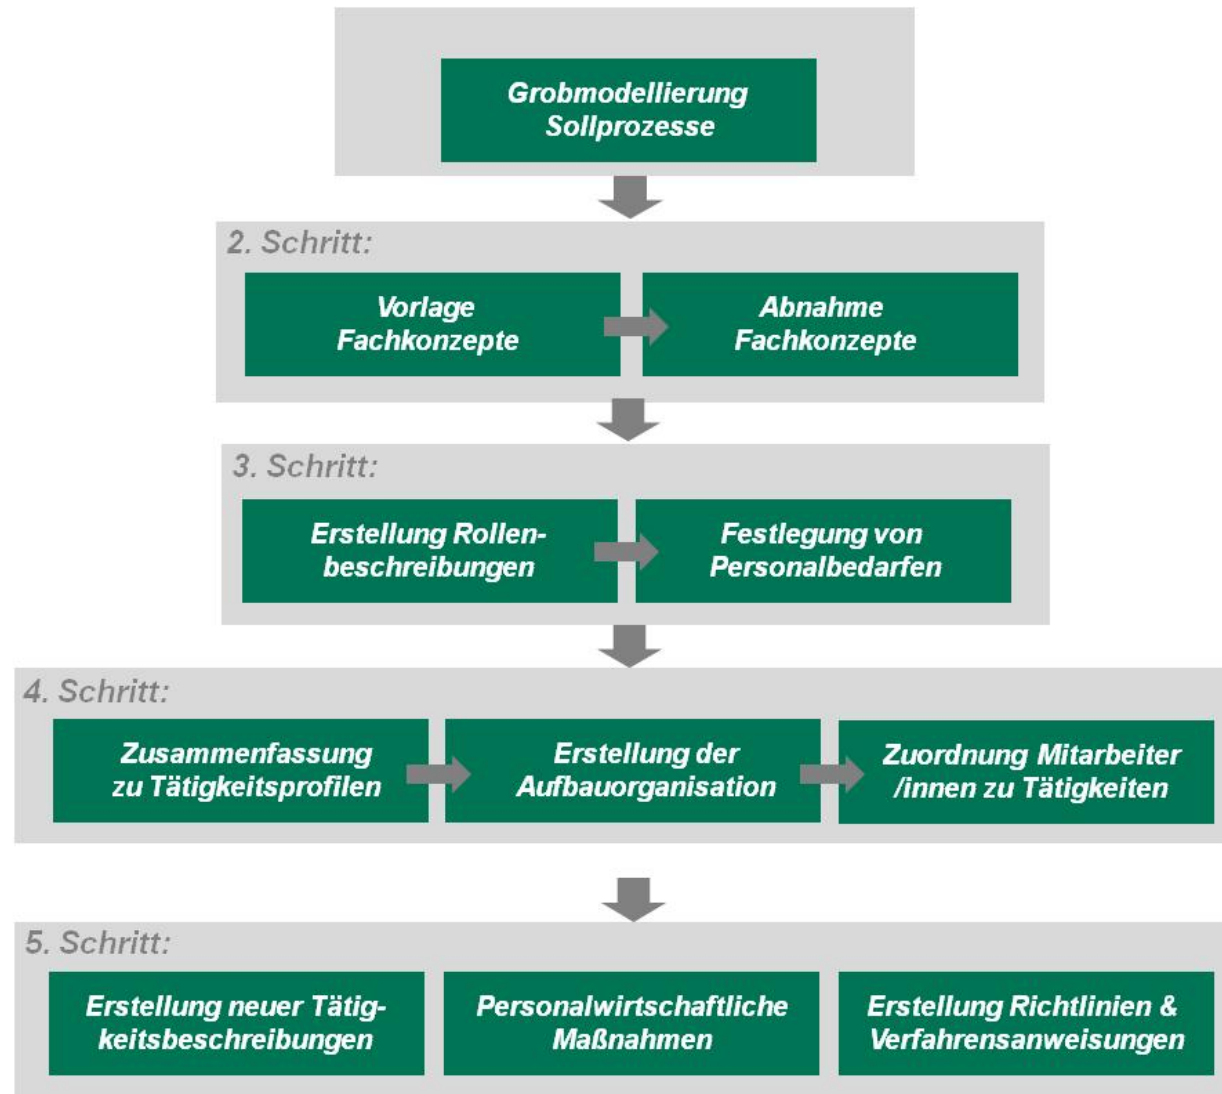 Grobmodellierung
Sollprozesse
2. Schritt:
Vorlage
Fachkonzepte
Abnahme
Fachkonzepte
3. Schritt:
Erstellung Rollen-
beschreibungen
Festlegung von
Personalbedarfen
4. Schritt:
Zusammenfassung
zu Tätigkeitsprofilen
Erstellung der
Aufbauorganisation
Zuordnung Mitarbeiter
/innen zu Tätigkeiten
5. Schritt:
Erstellung neuer Tätig-
keitsbeschreibungen
Personalwirtschaftliche
Maßnahmen
Erstellung Richtlinien &
Verfahrensanweisungen